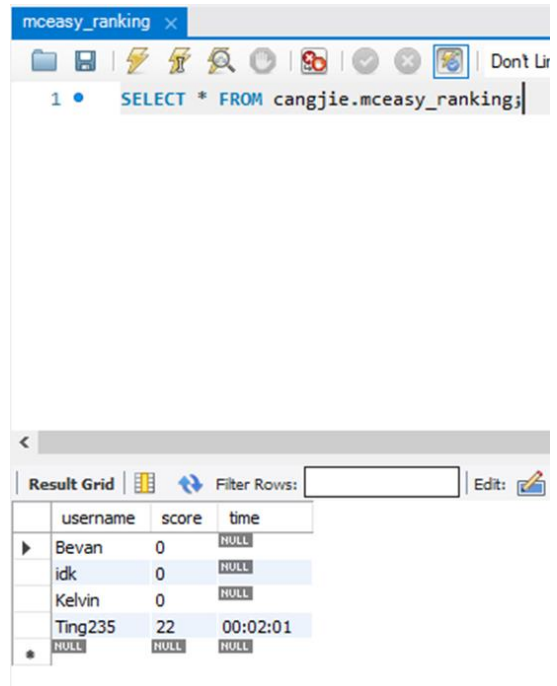 mceasy_ranking
Don't Lir
1 SELECT * FROM cangjie.mceasy_ranking;
Result Grid Filter Rows: Edit:
username score time
Bevan 0 NULL
idk 0 NULL
Kelvin 0 NULL
Ting235 22 00:02:01
NULL NULL NULL